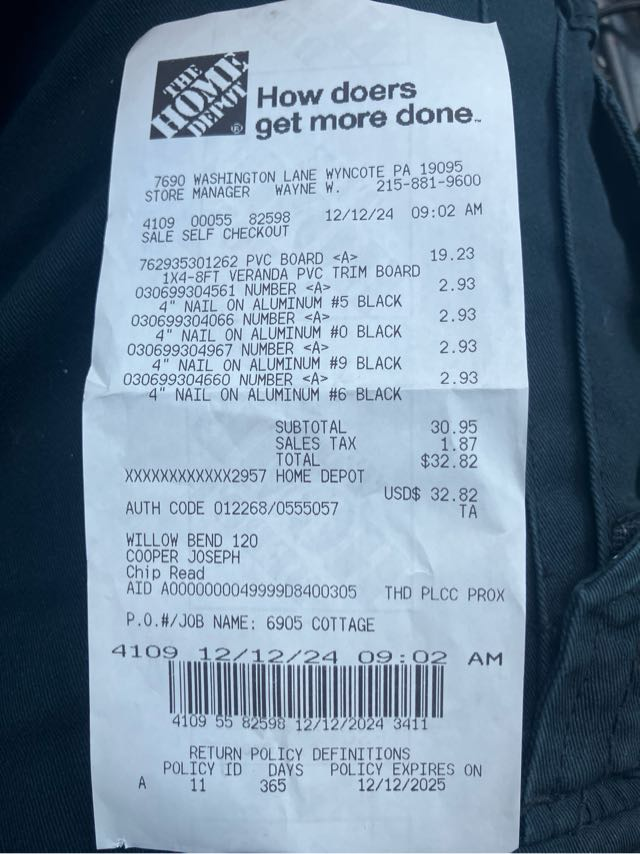 THE
HOME
DEPOT
®
How doers
get more done™
7690 WASHINGTON LANE WYNCOTE PA 19095
STORE MANAGER WAYNE W. 215-881-9600
4109 00055 82598 12/12/24 09:02 AM
SALE SELF CHECKOUT
762935301262 PVC BOARD <A> 19.23
1X4-8FT VERANDA PVC TRIM BOARD
030699304561 NUMBER <A> 2.93
4" NAIL ON ALUMINUM #5 BLACK
030699304066 NUMBER <A> 2.93
4" NAIL ON ALUMINUM #0 BLACK
030699304967 NUMBER <A> 2.93
4" NAIL ON ALUMINUM #9 BLACK
030699304660 NUMBER <A> 2.93
4" NAIL ON ALUMINUM #6 BLACK
SUBTOTAL 30.95
SALES TAX 1.87
TOTAL $32.82
XXXXXXXXXXXX2957 HOME DEPOT
USD$ 32.82
AUTH CODE 012268/0555057 TA
WILLOW BEND 120
COOPER JOSEPH
Chip Read
AID A0000000049999D8400305 THD PLCC PROX
P.O.#/JOB NAME: 6905 COTTAGE
4109 12/12/24 09:02 AM
4109 55 82598 12/12/2024 3411
RETURN POLICY DEFINITIONS
POLICY ID DAYS POLICY EXPIRES ON
A 11 365 12/12/2025